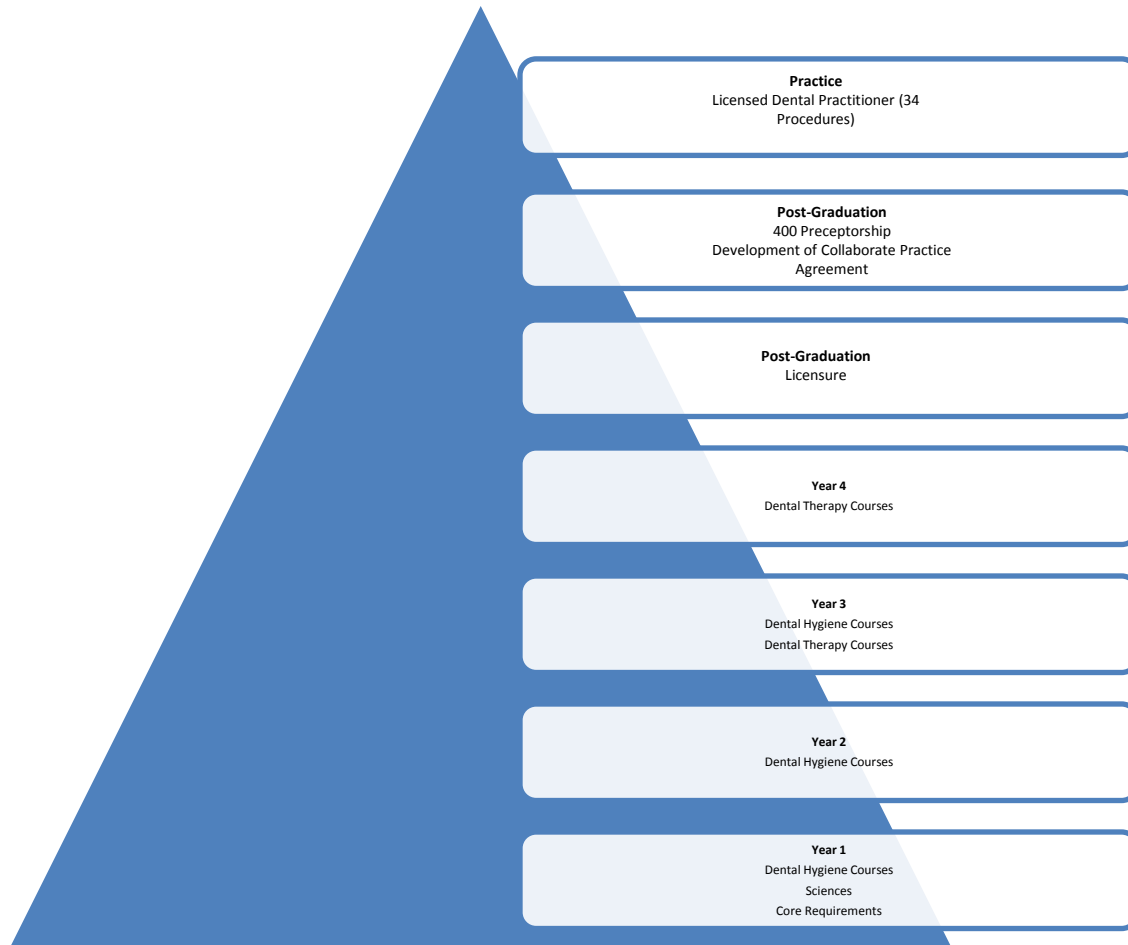 Practice
Licensed Dental Practitioner (34
Procedures)
Post-Graduation
400 Preceptorship
Development of Collaborate Practice
Agreement
Post-Graduation
Licensure
Year 4
Dental Therapy Courses
Year 3
Dental Hygiene Courses
Dental Therapy Courses
Year 2
Dental Hygiene Courses
Year 1
Dental Hygiene Courses
Sciences
Core Requirements